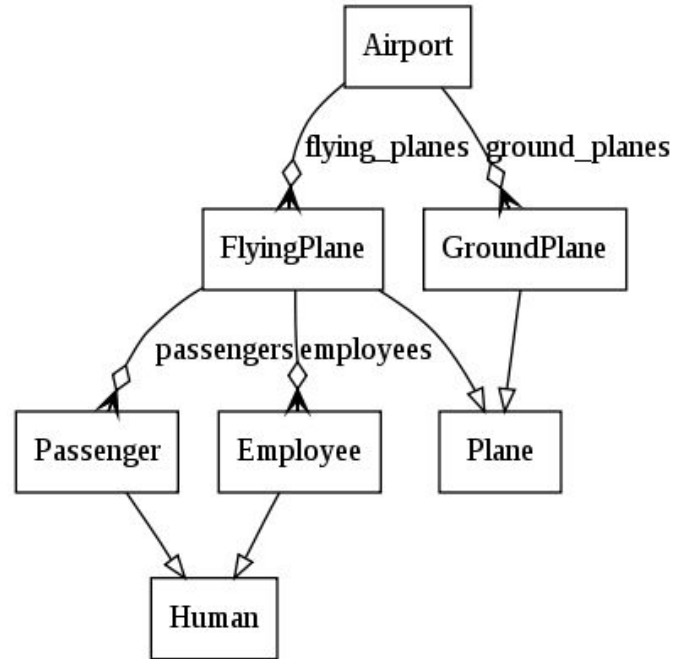 Airport
flying_planes
ground_planes
FlyingPlane
GroundPlane
passengers
employees
Passenger
Employee
Plane
Human